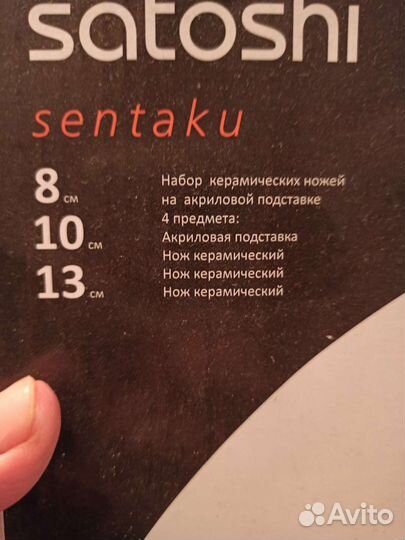 satoshi
sentaku
8 см
10 см
13 см
Набор керамических ножей
на акриловой подставке
4 предмета:
Акриловая подставка
Нож керамический
Нож керамический
Нож керамический
Avito